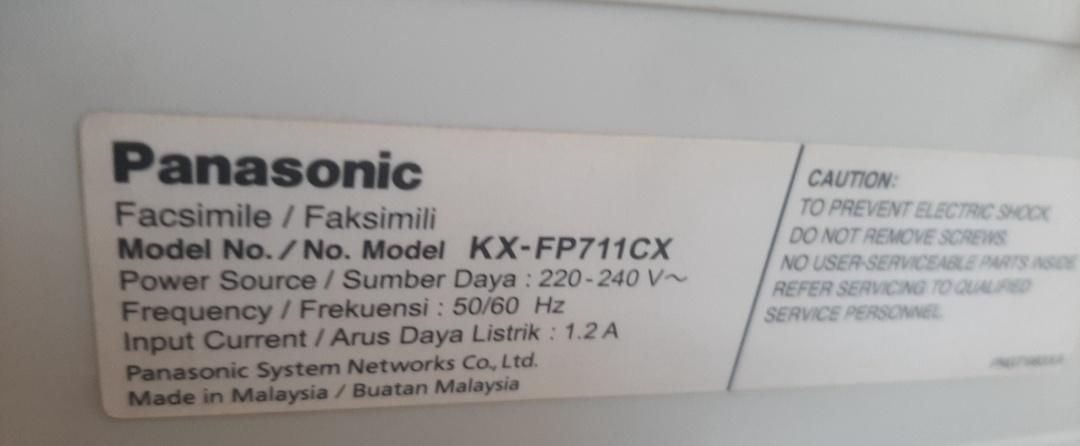 Panasonic
Facsimile / Faksimili
Model No. / No. Model KX-FP711CX
Power Source / Sumber Daya : 220-240 V～
Frequency / Frekuensi : 50/60 Hz
Input Current / Arus Daya Listrik : 1.2 A
Panasonic System Networks Co., Ltd.
Made in Malaysia / Buatan Malaysia
CAUTION:
TO PREVENT ELECTRIC SHOCK,
DO NOT REMOVE SCREWS.
NO USER-SERVICEABLE PARTS INSIDE.
REFER SERVICING TO QUALIFIED
SERVICE PERSONNEL.